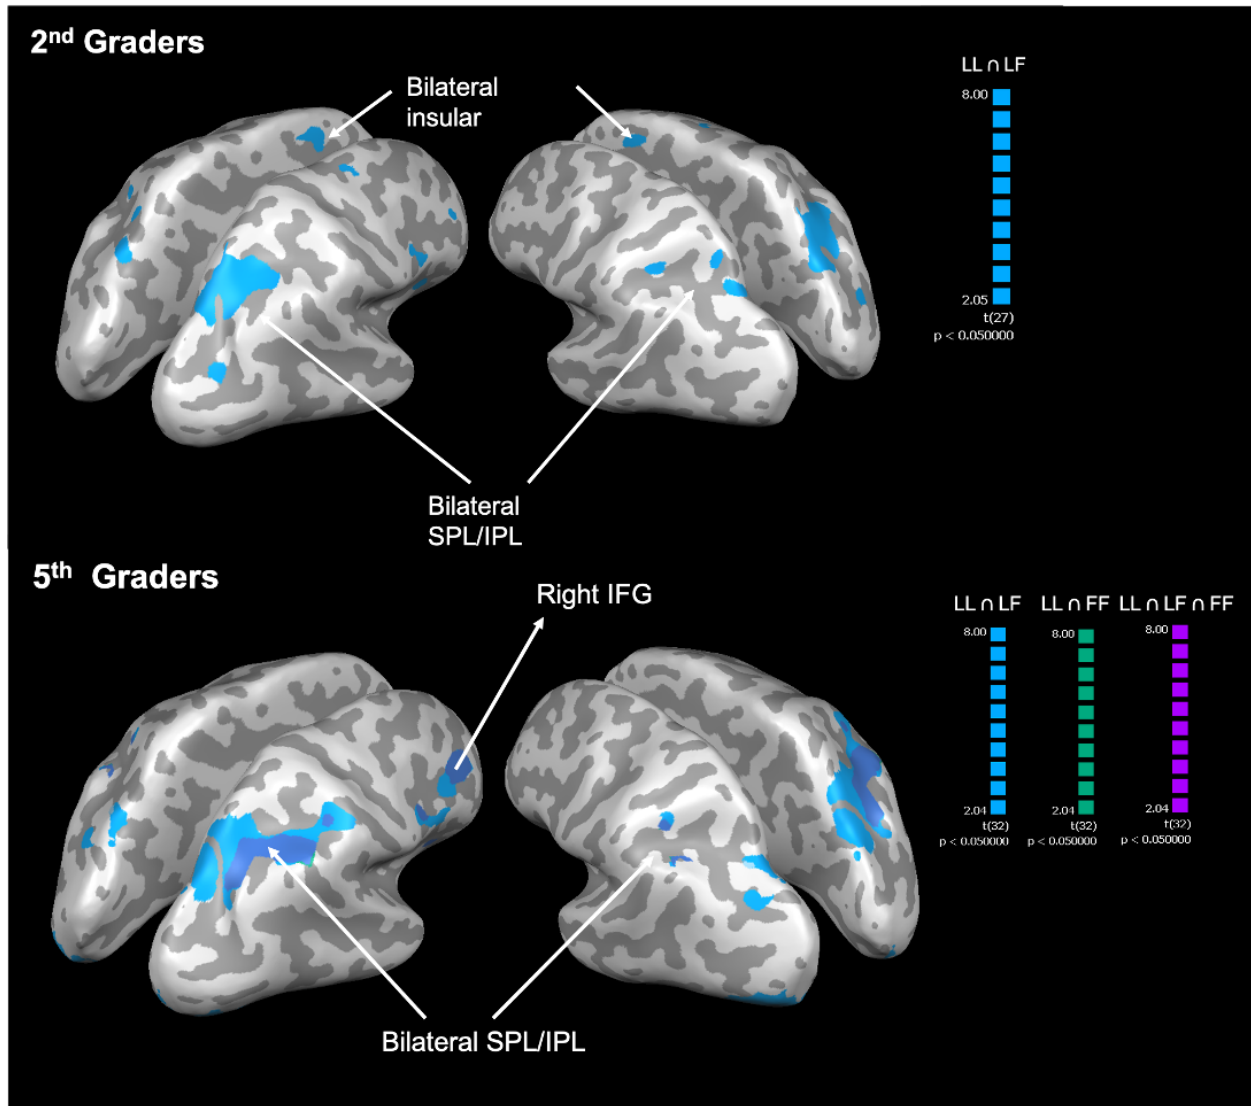 2nd Graders
Bilateral
insular
LL ∩ LF
8.00
2.05
t(27)
p < 0.050000
Bilateral
SPL/IPL
5th Graders
Right IFG
LL ∩ LF LL ∩ FF LL ∩ LF ∩ FF
8.00 8.00 8.00
2.04 2.04 2.04
t(32) t(32) t(32)
p < 0.050000 p < 0.050000 p < 0.050000
Bilateral SPL/IPL